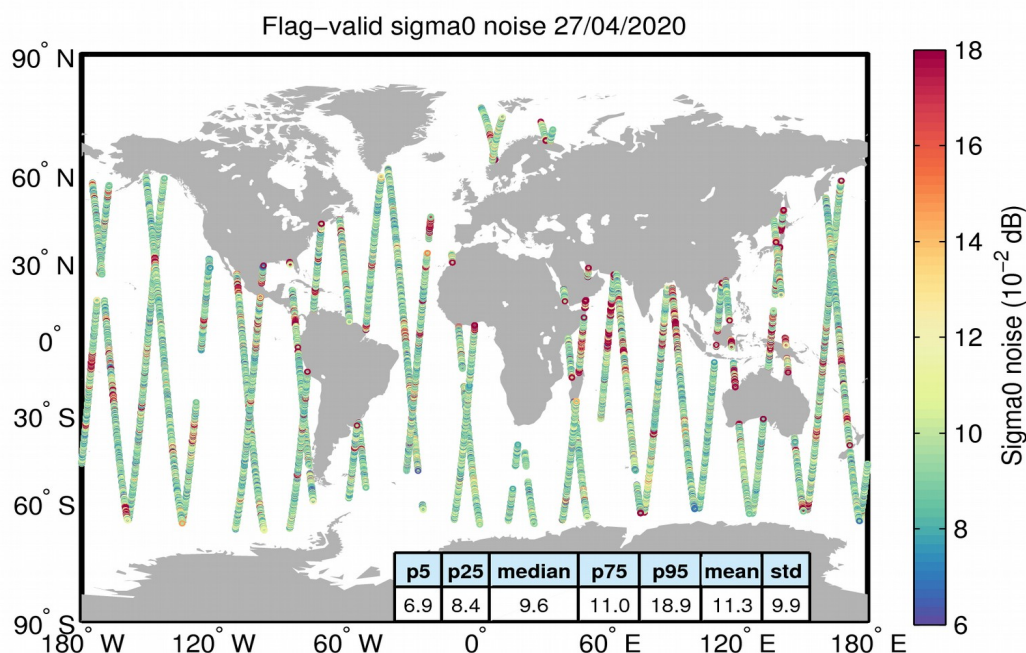 Flag-valid sigma0 noise 27/04/2020
90° N
60° N
30° N
0°
30° S
60° S
90° S
180° W
120° W
60° W
0°
60° E
120° E
180° E
p5 p25 median p75 p95 mean std
6.9 8.4 9.6 11.0 18.9 11.3 9.9
18
16
14
12
10
8
6
Sigma0 noise (10⁻² dB)